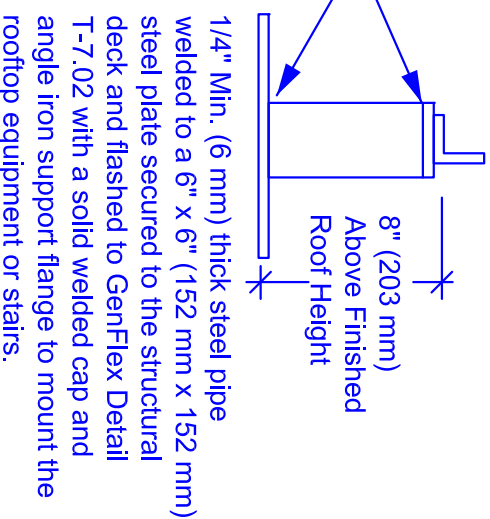 8" (203 mm)
Above Finished
Roof Height
1/4" Min. (6 mm) thick steel pipe
welded to a 6" x 6" (152 mm x 152 mm)
steel plate secured to the structural
deck and flashed to GenFlex Detail
T-7.02 with a solid welded cap and
angle iron support flange to mount the
rooftop equipment or stairs.